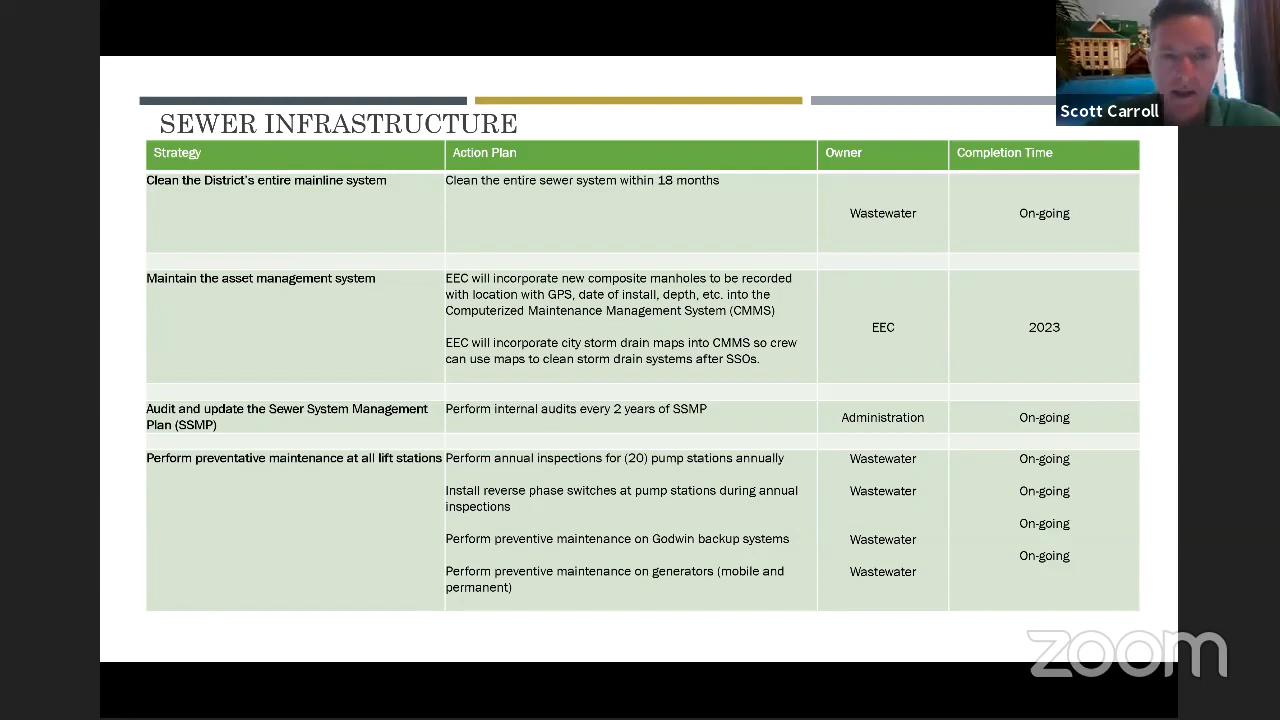 Scott Carroll
SEWER INFRASTRUCTURE
Strategy
Action Plan
Owner
Completion Time
Clean the District's entire mainline system
Clean the entire sewer system within 18 months
Wastewater
On-going
Maintain the asset management system
EEC will incorporate new composite manholes to be recorded
with location with GPS, date of install, depth, etc. into the
Computerized Maintenance Management System (CMMS)
EEC will incorporate city storm drain maps into CMMS so crew
can use maps to clean storm drain systems after SSOs.
EEC
2023
Audit and update the Sewer System Management
Plan (SSMP)
Perform internal audits every 2 years of SSMP
Administration
On-going
Perform preventative maintenance at all lift stations
Perform annual inspections for (20) pump stations annually
Wastewater
On-going
Install reverse phase switches at pump stations during annual
inspections
Wastewater
On-going
Perform preventive maintenance on Godwin backup systems
Wastewater
On-going
Perform preventive maintenance on generators (mobile and
permanent)
Wastewater
On-going
zoom